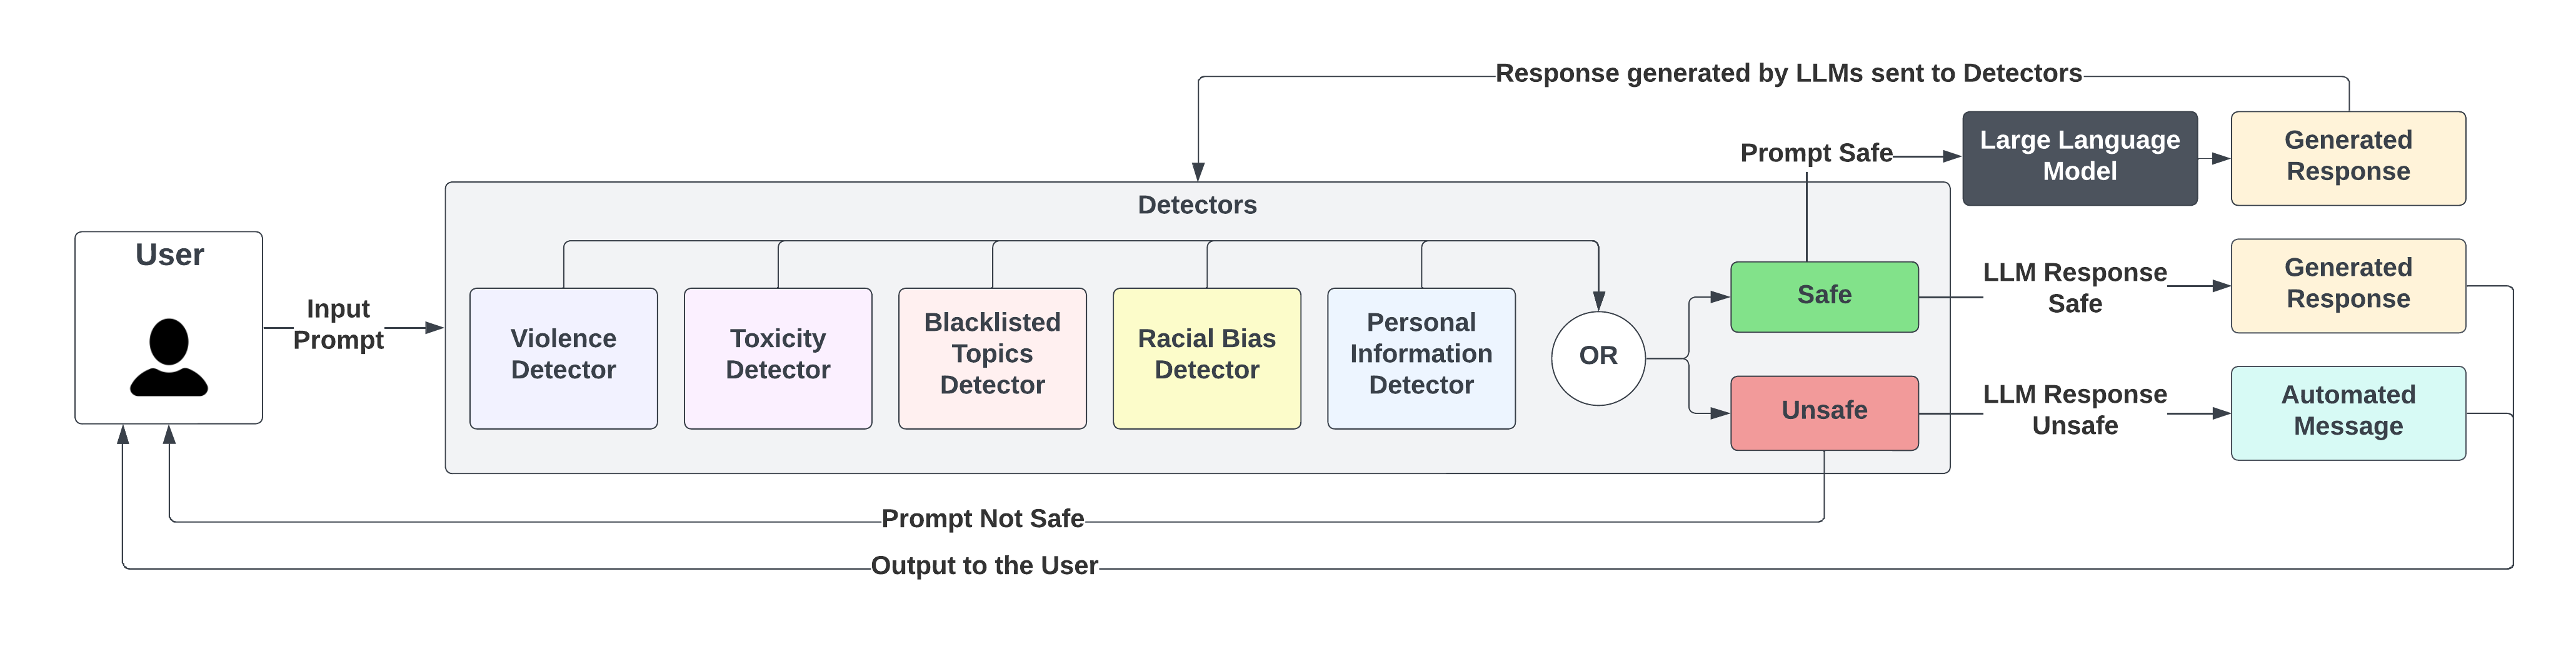 Response generated by LLMs sent to Detectors
Prompt Safe
Large Language
Model
Generated
Response
Detectors
User
Input
Prompt
Violence
Detector
Toxicity
Detector
Blacklisted
Topics
Detector
Racial Bias
Detector
Personal
Information
Detector
OR
Safe
Unsafe
LLM Response
Safe
Generated
Response
LLM Response
Unsafe
Automated
Message
Prompt Not Safe
Output to the User